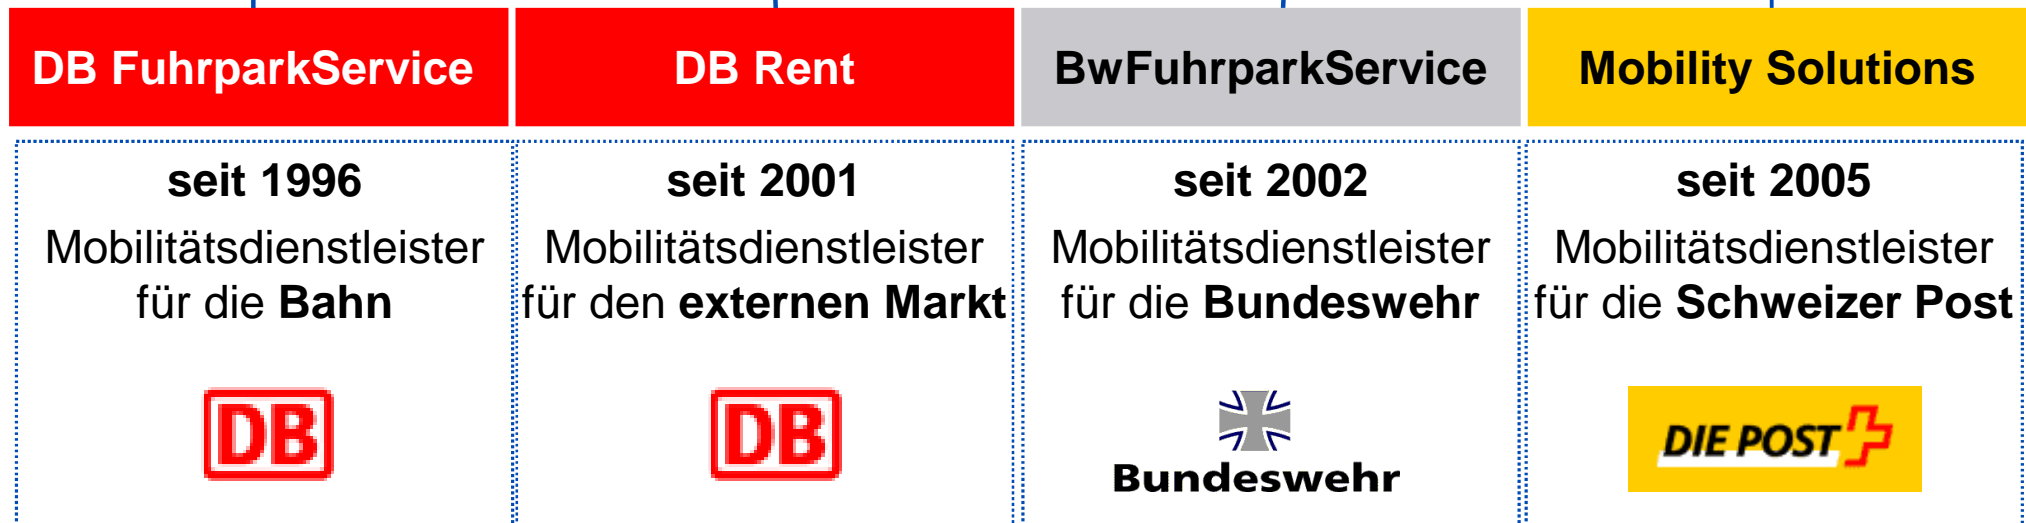 DB FuhrparkService
DB Rent
BwFuhrparkService
Mobility Solutions
seit 1996
Mobilitätsdienstleister
für die Bahn
DB
seit 2001
Mobilitätsdienstleister
für den externen Markt
DB
seit 2002
Mobilitätsdienstleister
für die Bundeswehr
Bundeswehr
seit 2005
Mobilitätsdienstleister
für die Schweizer Post
DIE POST